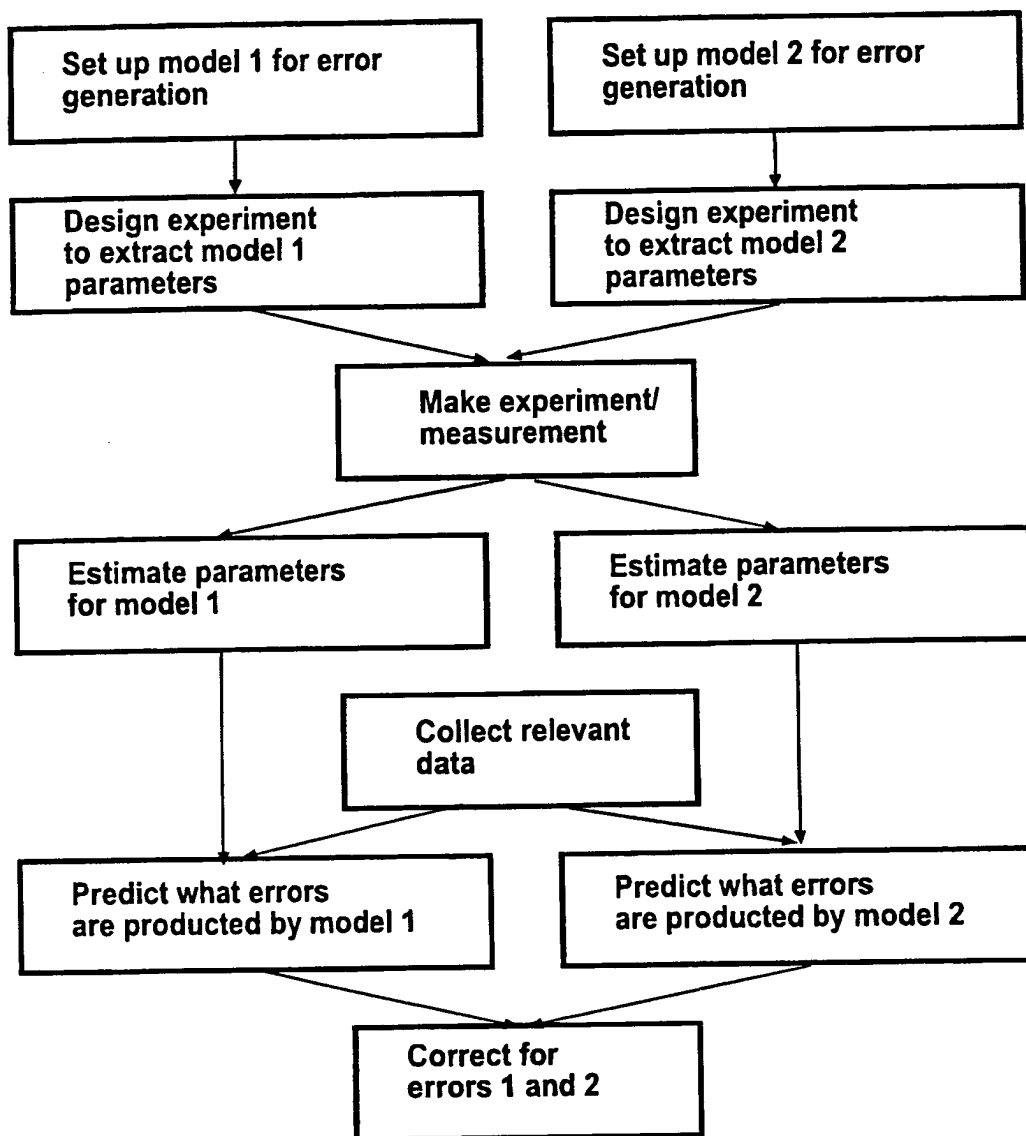 Set up model 1 for error
generation
Set up model 2 for error
generation
Design experiment
to extract model 1
parameters
Design experiment
to extract model 2
parameters
Make experiment/
measurement
Estimate parameters
for model 1
Estimate parameters
for model 2
Collect relevant
data
Predict what errors
are producted by model 1
Predict what errors
are producted by model 2
Correct for
errors 1 and 2